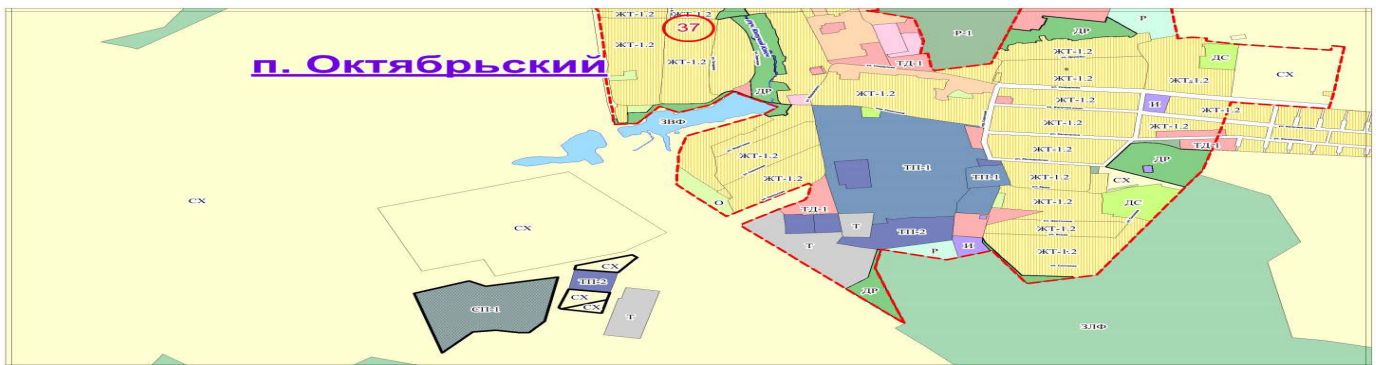 ЖТ-1.2
ЖТ-1.2
37
Р-1
ДР
Р
ЖТ-1.2
ЖТ-1.2
ЖТ-1.2
ДС
п. Октябрьский
ЖТ-1.2
ТД-1
СХ
ЖТ-1.2
ЖТ-1.2
ДР
ЖТ-1.2
ЖТ-1.2
И
ЖТ-1.2
ЗВФ
ЖТ-1.2
ЖТ-1.2
ЖТ-1.2
ЖТ-1.2
ТД-1
ДР
ТП-1
ТП-1
ЖТ-1.2
ЖТ-1.2
СХ
СХ
О
ТД-1
ЖТ-1.2
ДС
СХ
Т
Т
ТП-2
ЖТ-1.2
Р
И
ЖТ-1.2
СХ
ТП-2
СХ
СХ
ДР
СП-1
Т
ЗЛФ